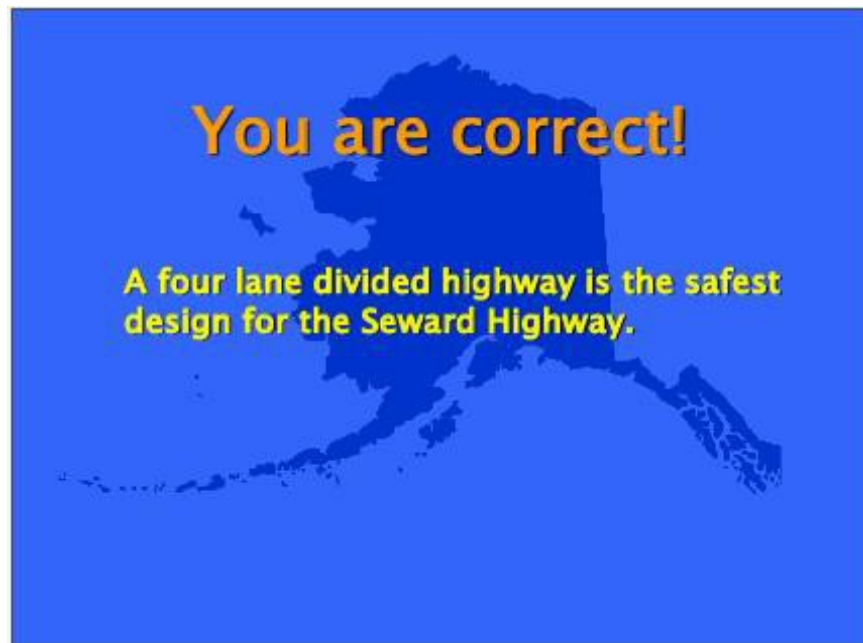 You are correct!
A four lane divided highway is the safest
design for the Seward Highway.